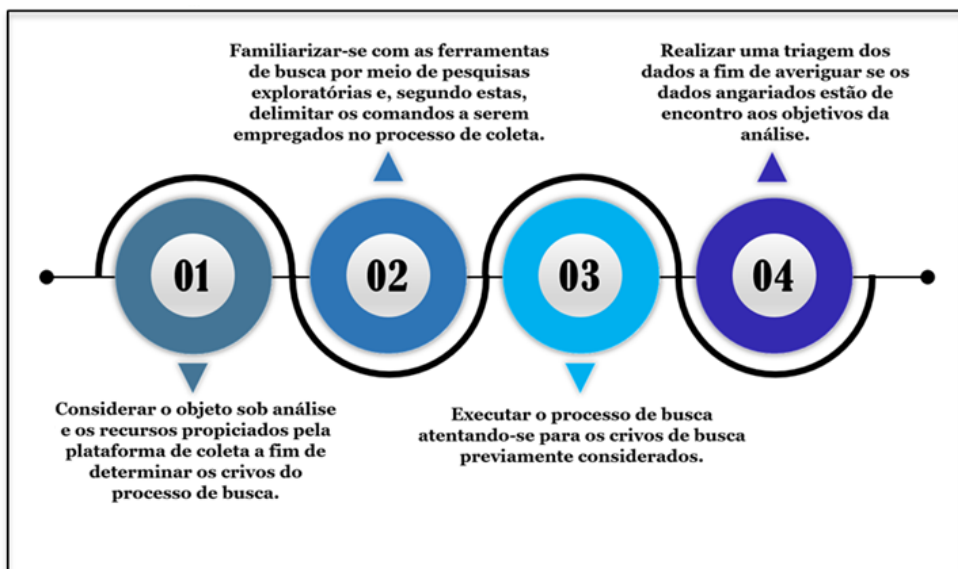 01
Considerar o objeto sob análise
e os recursos propiciados pela
plataforma de coleta a fim de
determinar os crivos do
processo de busca.
02
Familiarizar-se com as ferramentas
de busca por meio de pesquisas
exploratórias e, segundo estas,
delimitar os comandos a serem
empregados no processo de coleta.
03
Executar o processo de busca
atentando-se para os crivos de busca
previamente considerados.
04
Realizar uma triagem dos
dados a fim de averiguar se os
dados angariados estão de
encontro aos objetivos da
análise.